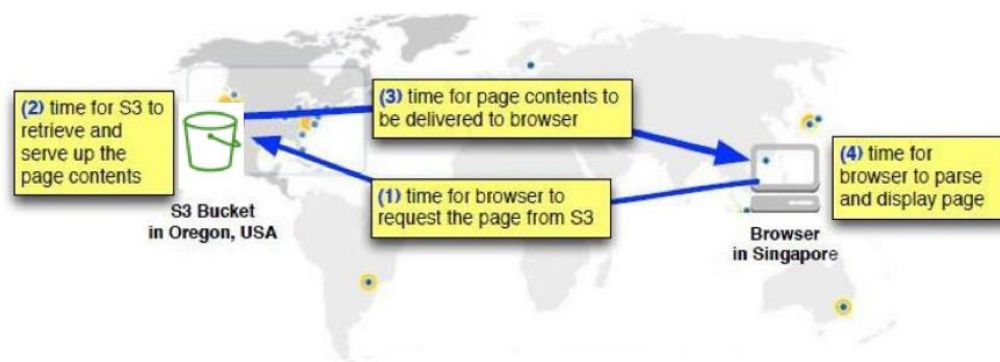 (2) time for S3 to
retrieve and
serve up the
page contents
(3) time for page contents to
be delivered to browser
(4) time for
browser to parse
and display page
(1) time for browser to
request the page from S3
S3 Bucket
in Oregon, USA
Browser
in Singapore